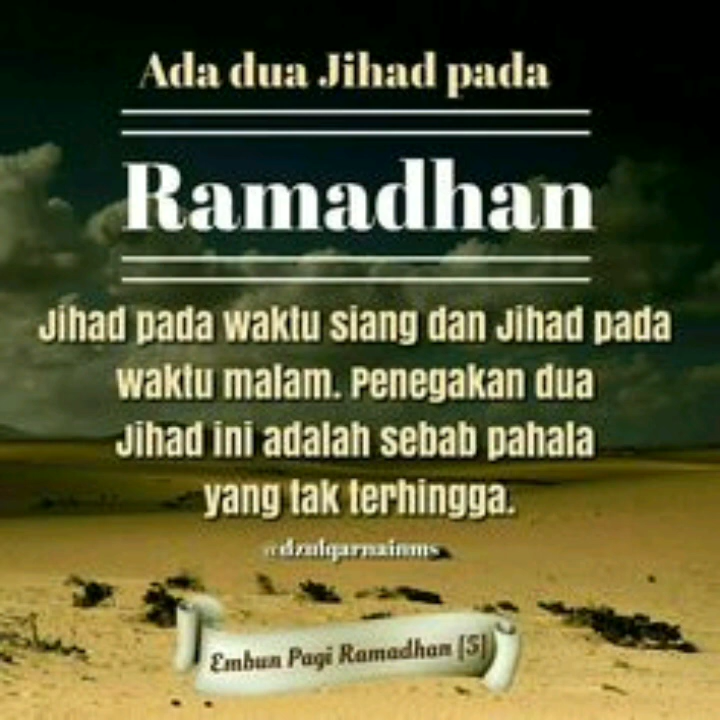 Ada dua Jihad pada
Ramadhan
Jihad pada waktu siang dan Jihad pada
waktu malam. Penegakan dua
Jihad ini adalah sebab pahala
yang tak terhingga.
@dzulqarnainms
Embun Pagi Ramadhan [5]